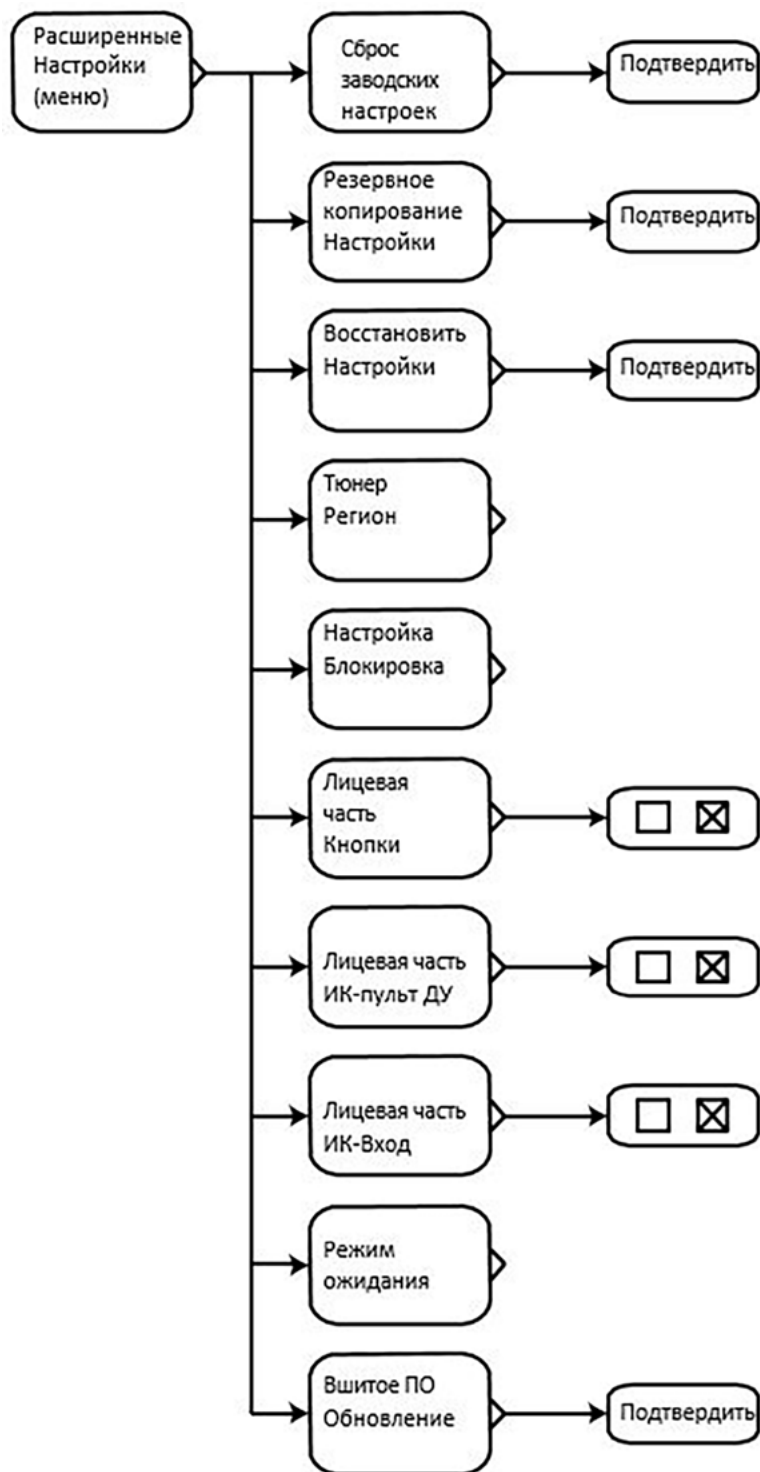 Расширенные
Настройки
(меню)
Сброс
заводских
настроек
Подтвердить
Резервное
копирование
Настройки
Подтвердить
Восстановить
Настройки
Подтвердить
Тюнер
Регион
Настройка
Блокировка
Лицевая
часть
Кнопки
Лицевая часть
ИК-пульт ДУ
Лицевая часть
ИК-Вход
Режим
ожидания
Вшитое ПО
Обновление
Подтвердить